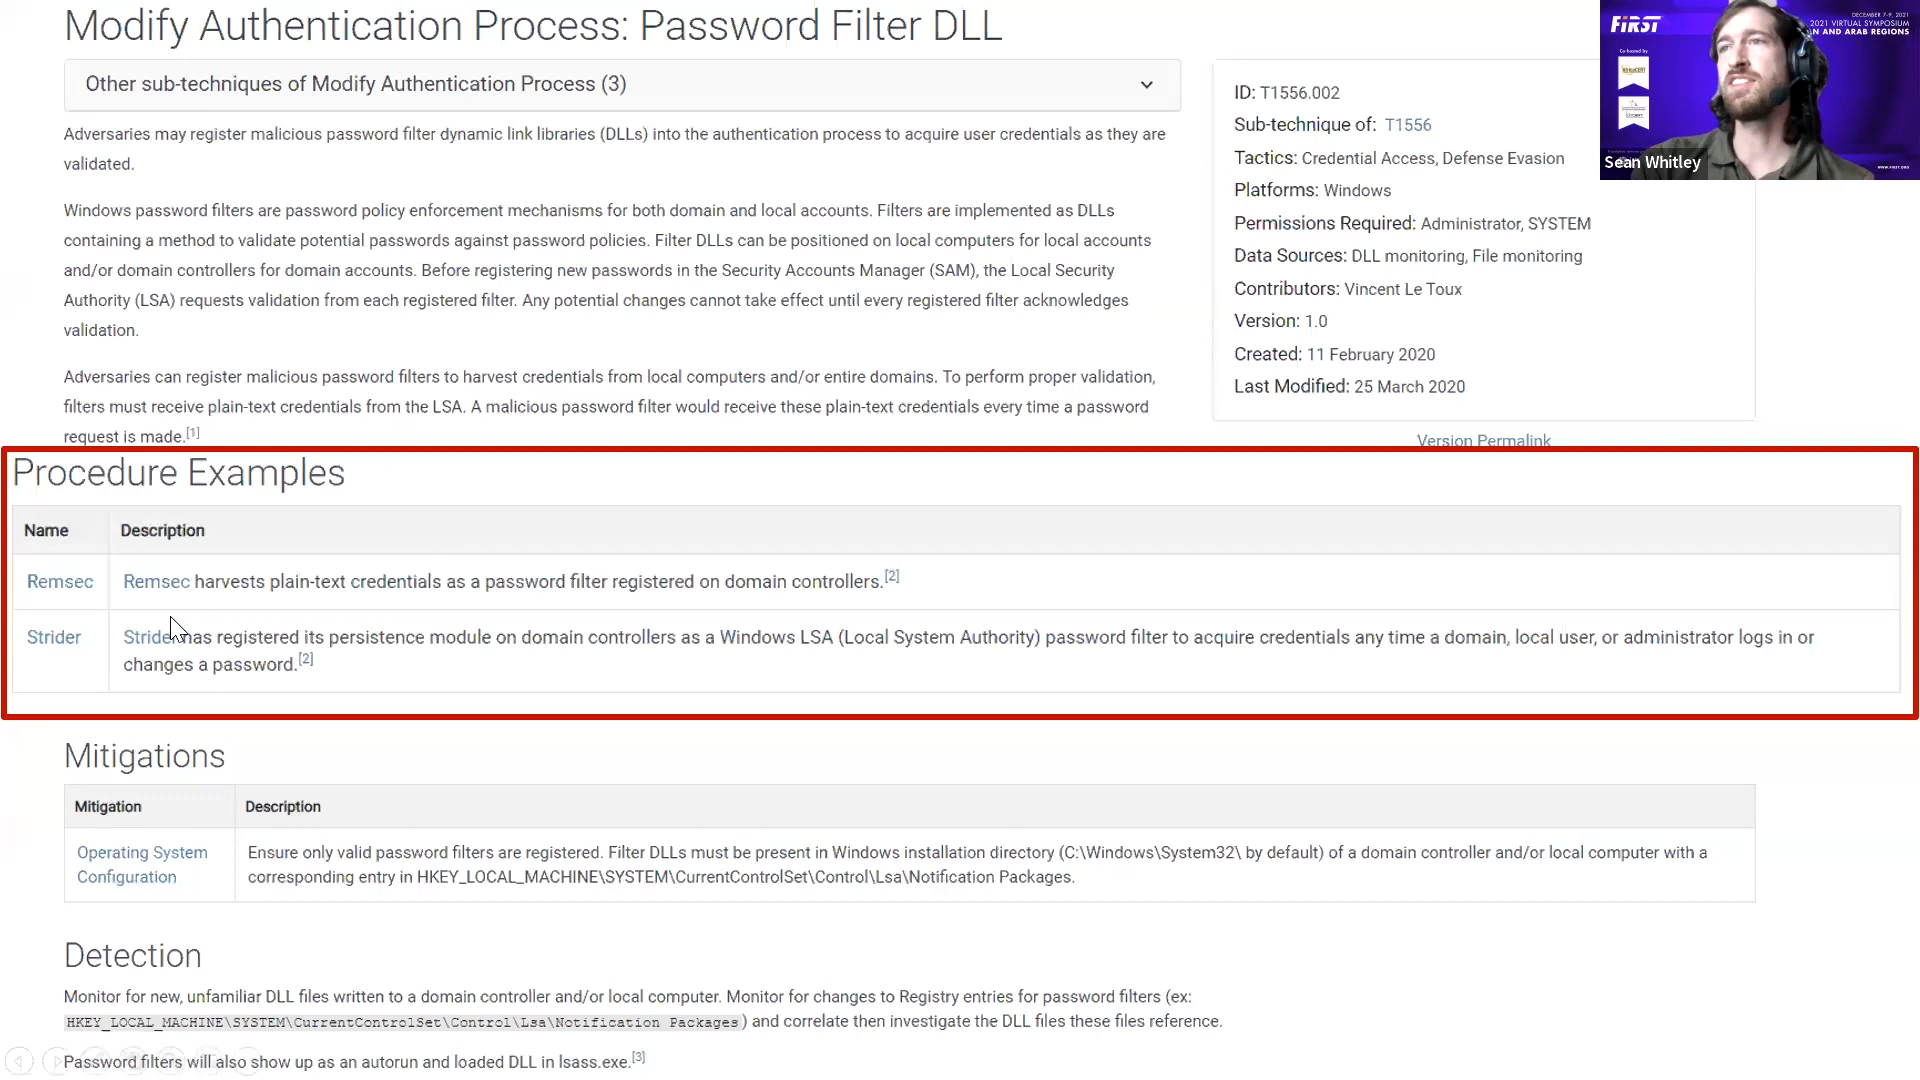 Modify Authentication Process: Password Filter DLL
Other sub-techniques of Modify Authentication Process (3)
Adversaries may register malicious password filter dynamic link libraries (DLLs) into the authentication process to acquire user credentials as they are
validated.
Windows password filters are password policy enforcement mechanisms for both domain and local accounts. Filters are implemented as DLLs
containing a method to validate potential passwords against password policies. Filter DLLs can be positioned on local computers for local accounts
and/or domain controllers for domain accounts. Before registering new passwords in the Security Accounts Manager (SAM), the Local Security
Authority (LSA) requests validation from each registered filter. Any potential changes cannot take effect until every registered filter acknowledges
validation.
Adversaries can register malicious password filters to harvest credentials from local computers and/or entire domains. To perform proper validation,
filters must receive plain-text credentials from the LSA. A malicious password filter would receive these plain-text credentials every time a password
request is made.[1]
ID: T1556.002
Sub-technique of: T1556
Tactics: Credential Access, Defense Evasion
Platforms: Windows
Permissions Required: Administrator, SYSTEM
Data Sources: DLL monitoring, File monitoring
Contributors: Vincent Le Toux
Version: 1.0
Created: 11 February 2020
Last Modified: 25 March 2020
Version Permalink
FIRST
DECEMBER 7-9, 2021
2021 VIRTUAL SYMPOSIUM
N AND ARAB REGIONS
Co-hosted by
WWW.FIRST.ORG
Sean Whitley
Procedure Examples
Name Description
Remsec Remsec harvests plain-text credentials as a password filter registered on domain controllers.[2]
Strider Strider has registered its persistence module on domain controllers as a Windows LSA (Local System Authority) password filter to acquire credentials any time a domain, local user, or administrator logs in or
changes a password.[2]
Mitigations
Mitigation Description
Operating System Ensure only valid password filters are registered. Filter DLLs must be present in Windows installation directory (C:\Windows\System32\ by default) of a domain controller and/or local computer with a
Configuration corresponding entry in HKEY_LOCAL_MACHINE\SYSTEM\CurrentControlSet\Control\Lsa\Notification Packages.
Detection
Monitor for new, unfamiliar DLL files written to a domain controller and/or local computer. Monitor for changes to Registry entries for password filters (ex:
HKEY_LOCAL_MACHINE\SYSTEM\CurrentControlSet\Control\Lsa\Notification Packages) and correlate then investigate the DLL files these files reference.
Password filters will also show up as an autorun and loaded DLL in lsass.exe.[3]